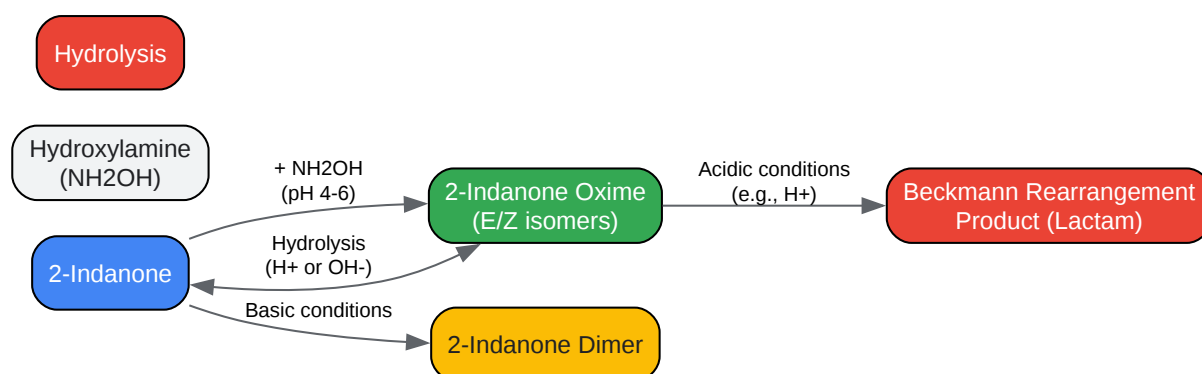 Hydrolysis
Hydroxylamine
(NH2OH)
+ NH2OH
(pH 4-6)
2-Indanone Oxime
(E/Z isomers)
Acidic conditions
(e.g., H+)
Beckmann Rearrangement
Product (Lactam)
2-Indanone
Hydrolysis
(H+ or OH-)
Basic conditions
2-Indanone Dimer